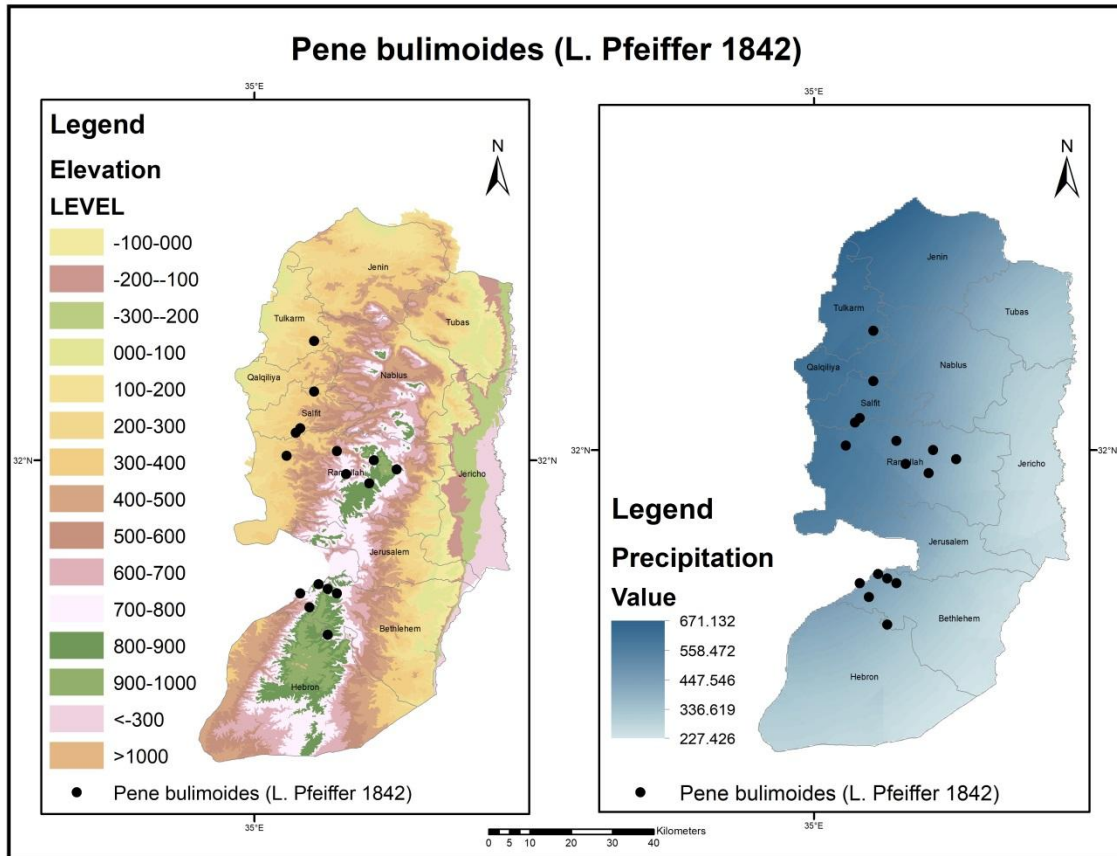 Pene bulimoides (L. Pfeiffer 1842)
35°E
Legend
Elevation
LEVEL
-100-000
-200--100
-300--200
000-100
100-200
200-300
300-400
400-500
500-600
600-700
700-800
800-900
900-1000
<-300
>1000
Pene bulimoides (L. Pfeiffer 1842)
N
Jenin
Tulkarm
Tubas
Qalqiliya
Nablus
Salfit
Ramallah
Jericho
Jerusalem
Bethlehem
Hebron
32°N
35°E
35°E
N
Jenin
Tulkarm
Tubas
Qalqiliya
Nablus
Salfit
Ramallah
Jericho
Jerusalem
Bethlehem
Hebron
32°N
32°N
Legend
Precipitation
Value
671.132
558.472
447.546
336.619
227.426
Pene bulimoides (L. Pfeiffer 1842)
35°E
Kilometers
0 5 10 20 30 40